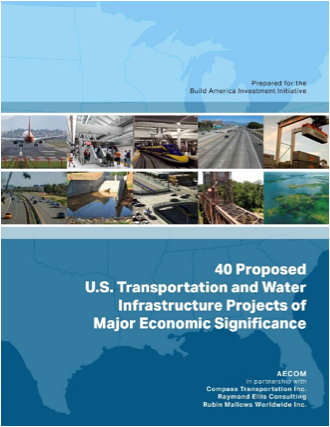 Prepared for the
Build America Investment Initiative
40 Proposed
U.S. Transportation and Water
Infrastructure Projects of
Major Economic Significance
AECOM
in partnership with
Compass Transportation Inc.
Raymond Ellis Consulting
Rubin Mallows Worldwide Inc.